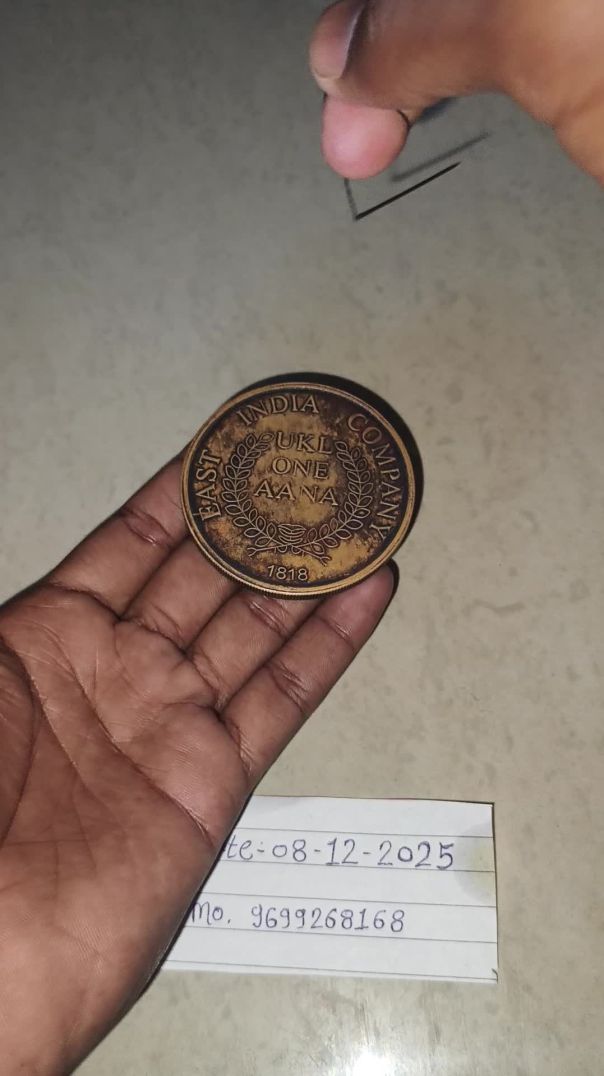 EAST INDIA COMPANY
UKL
ONE
AANA
1818
te:-08-12-2025
Mo. 9699268168